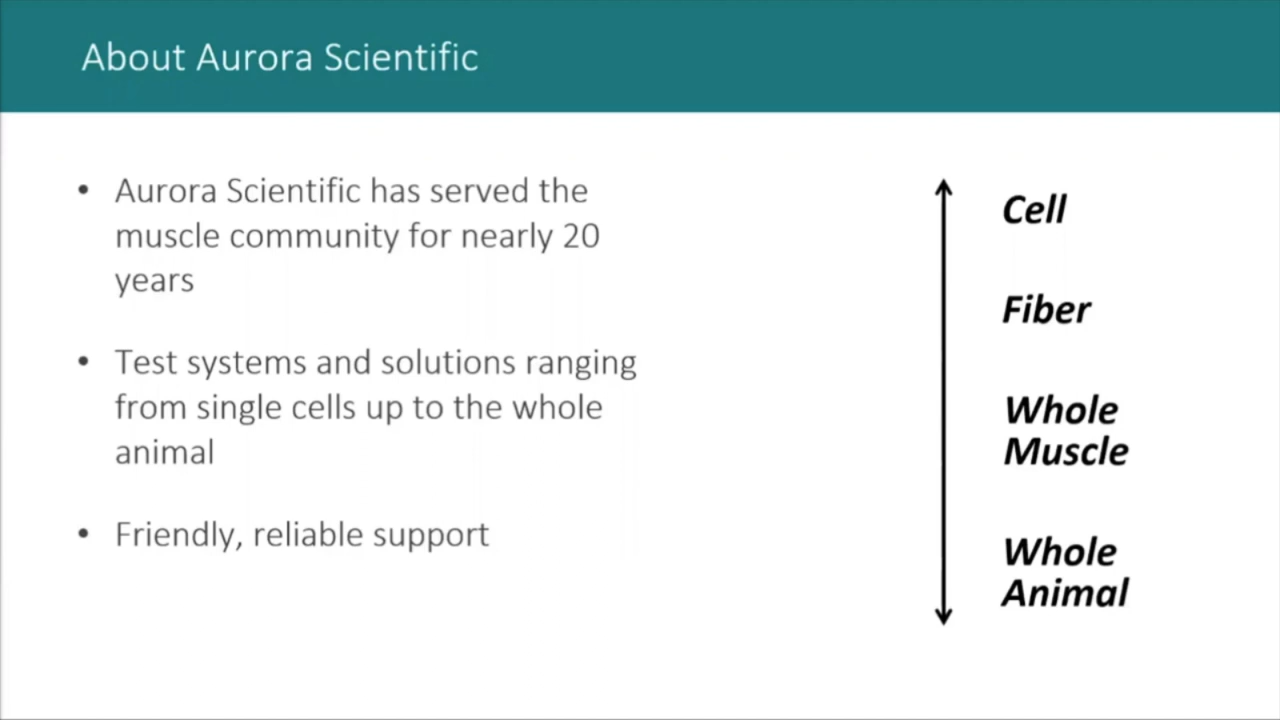 About Aurora Scientific
• Aurora Scientific has served the
muscle community for nearly 20
years
• Test systems and solutions ranging
from single cells up to the whole
animal
• Friendly, reliable support
Cell
Fiber
Whole
Muscle
Whole
Animal